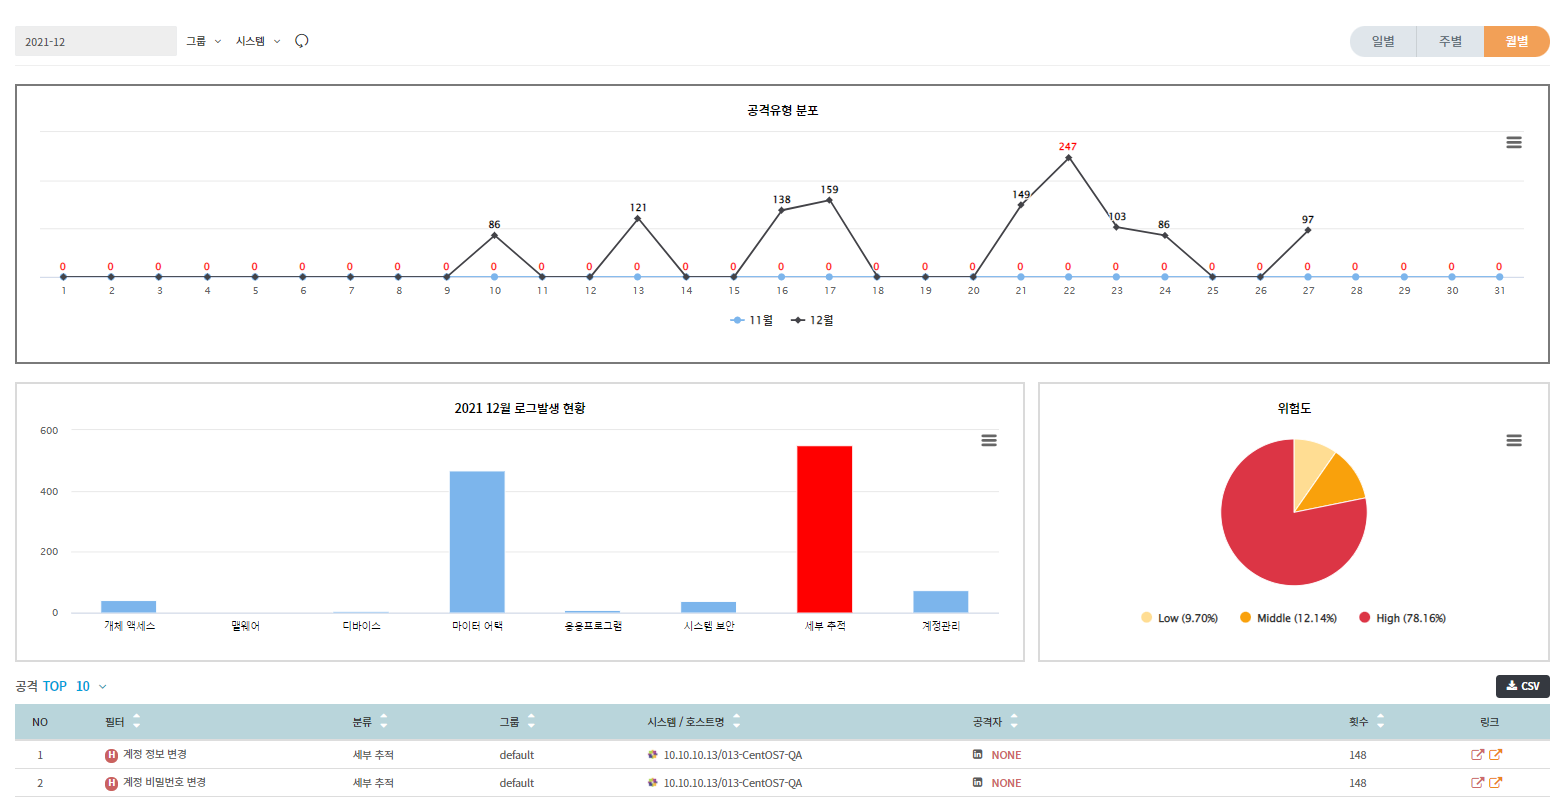 2021-12 그룹 시스템 일별 주별 월별
공격유형 분포
247
159
149
138
121
103
97
86 86
0 0 0 0 0 0 0 0 0 0 0 0 0 0 0 0 0 0 0 0 0 0 0 0 0 0 0 0 0 0 0
1 2 3 4 5 6 7 8 9 10 11 12 13 14 15 16 17 18 19 20 21 22 23 24 25 26 27 28 29 30 31
11월 12월
2021 12월 로그발생 현황
600
400
200
0
개체 액세스 맬웨어 디바이스 마이터 어택 응용프로그램 시스템 보안 세부 추적 계정관리
위험도
Low (9.70%) Middle (12.14%) High (78.16%)
공격 TOP 10 CSV
NO 필터 분류 그룹 시스템 / 호스트명 공격자 횟수 링크
1 H 계정 정보 변경 세부 추적 default 10.10.10.13/013-CentOS7-QA NONE 148
2 H 계정 비밀번호 변경 세부 추적 default 10.10.10.13/013-CentOS7-QA NONE 148